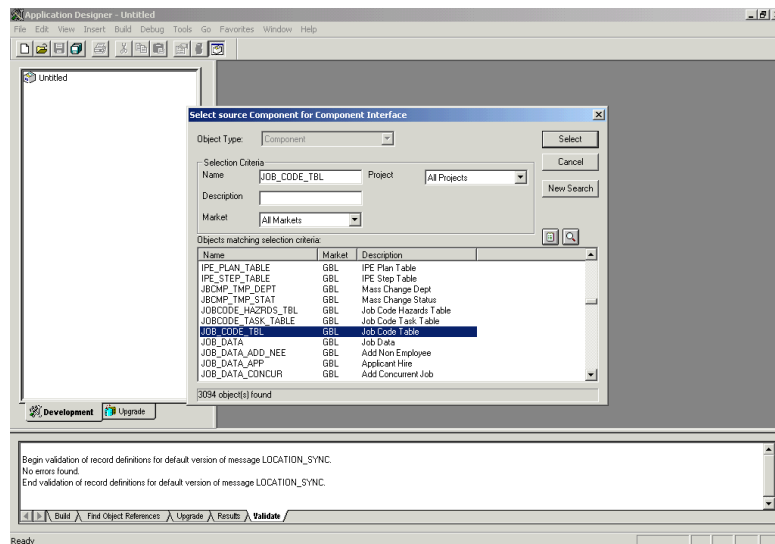 Application Designer - Untitled
File Edit View Insert Build Debug Tools Go Favorites Window Help
Untitled
Select source Component for Component Interface
Object Type: Component Select
Selection Criteria Cancel
Name JOB_CODE_TBL Project All Projects
New Search
Description
Market All Markets
Objects matching selection criteria:
Name Market Description
IPE_PLAN_TABLE GBL IPE Plan Table
IPE_STEP_TABLE GBL IPE Step Table
JBCMP_TMP_DEPT GBL Mass Change Dept
JBCMP_TMP_STAT GBL Mass Change Status
JOBCODE_HAZRDS_TBL GBL Job Code Hazards Table
JOBCODE_TASK_TABLE GBL Job Code Task Table
JOB_CODE_TBL GBL Job Code Table
JOB_DATA GBL Job Data
JOB_DATA_ADD_NEE GBL Add Non Employee
JOB_DATA_APP GBL Applicant Hire
JOB_DATA_CONCUR GBL Add Concurrent Job
3094 object(s) found
Development Upgrade
Begin validation of record definitions for default version of message LOCATION_SYNC.
No errors found.
End validation of record definitions for default version of message LOCATION_SYNC.
Build Find Object References Upgrade Results Validate
Ready